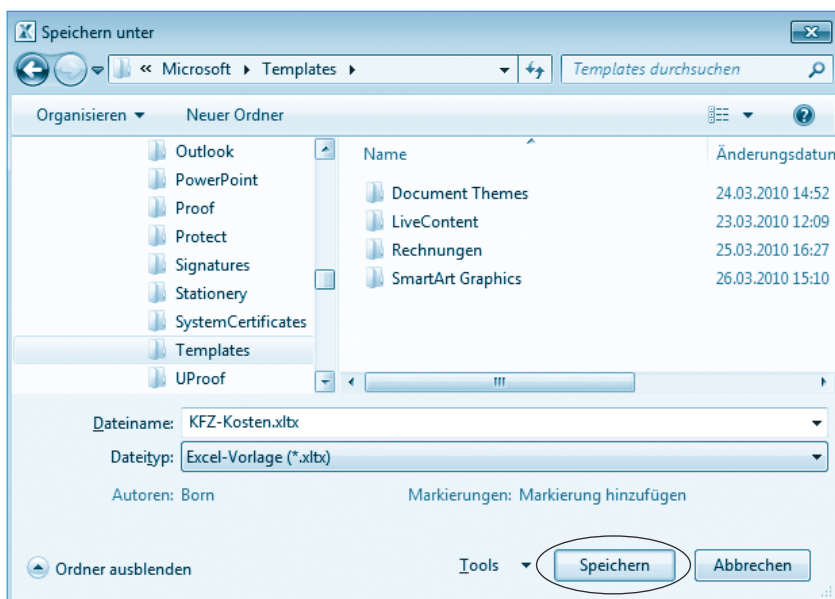 Speichern unter
« Microsoft Templates Templates durchsuchen
Organisieren Neuer Ordner
Outlook
PowerPoint
Proof
Protect
Signatures
Stationery
SystemCertificates
Templates
UProof
Name Änderungsdatun
Document Themes 24.03.2010 14:52
LiveContent 23.03.2010 12:09
Rechnungen 25.03.2010 16:27
SmartArt Graphics 26.03.2010 15:10
Dateiname: KFZ-Kosten.xltx
Dateityp: Excel-Vorlage (*.xltx)
Autoren: Born Markierungen: Markierung hinzufügen
Ordner ausblenden Tools Speichern Abbrechen